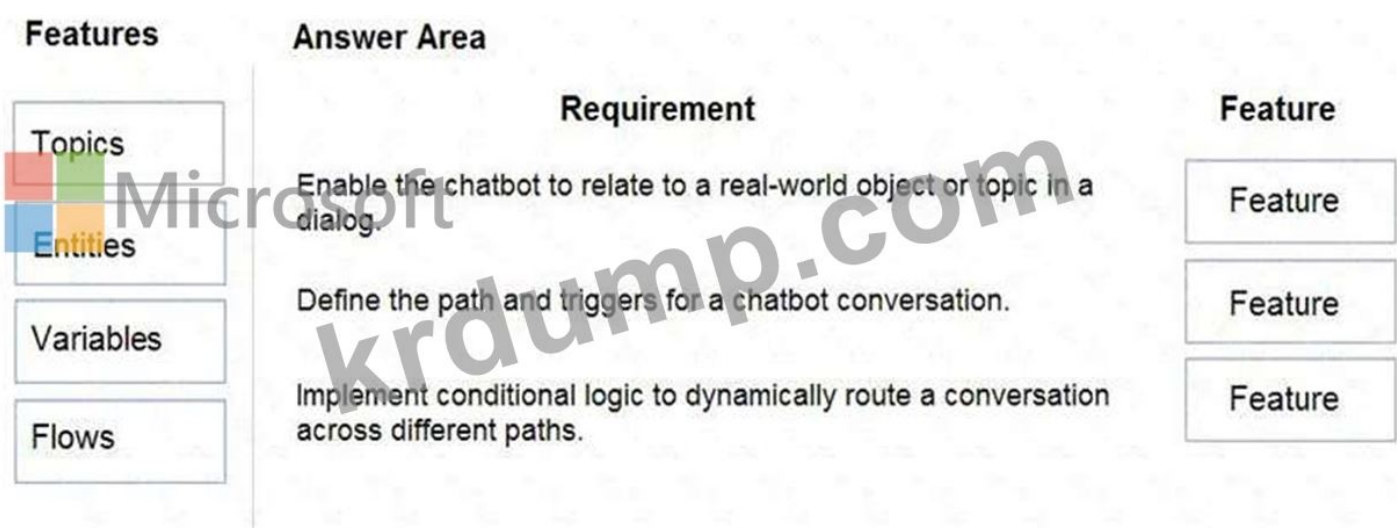 Features
Answer Area
Requirement
Feature
Topics
Microsoft
Enable the chatbot to relate to a real-world object or topic in a
dialog.
Feature
Entities
krdump.com
Define the path and triggers for a chatbot conversation.
Feature
Variables
Implement conditional logic to dynamically route a conversation
across different paths.
Feature
Flows